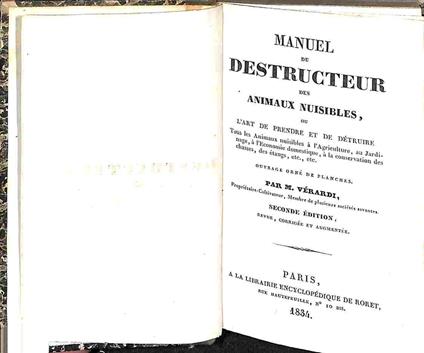 MANUEL
DU
DESTRUCTEUR
DES
ANIMAUX NUISIBLES,
OU
L'ART DE PRENDRE ET DE DÉTRUIRE
Tous les Animaux nuisibles à l'Agriculture, au Jardi-
nage, à l'Économie domestique, à la conservation des
chasses, des étangs, etc., etc.
OUVRAGE ORNÉ DE PLANCHES.
PAR M. VÉRARDI,
Propriétaire-Cultivateur, Membre de plusieurs sociétés savantes.
SECONDE ÉDITION,
REVUE, CORRIGÉE ET AUGMENTÉE.
PARIS,
A LA LIBRAIRIE ENCYCLOPÉDIQUE DE RORET,
RUE HAUTEFEUILLE, N° 10 BIS.
1834.